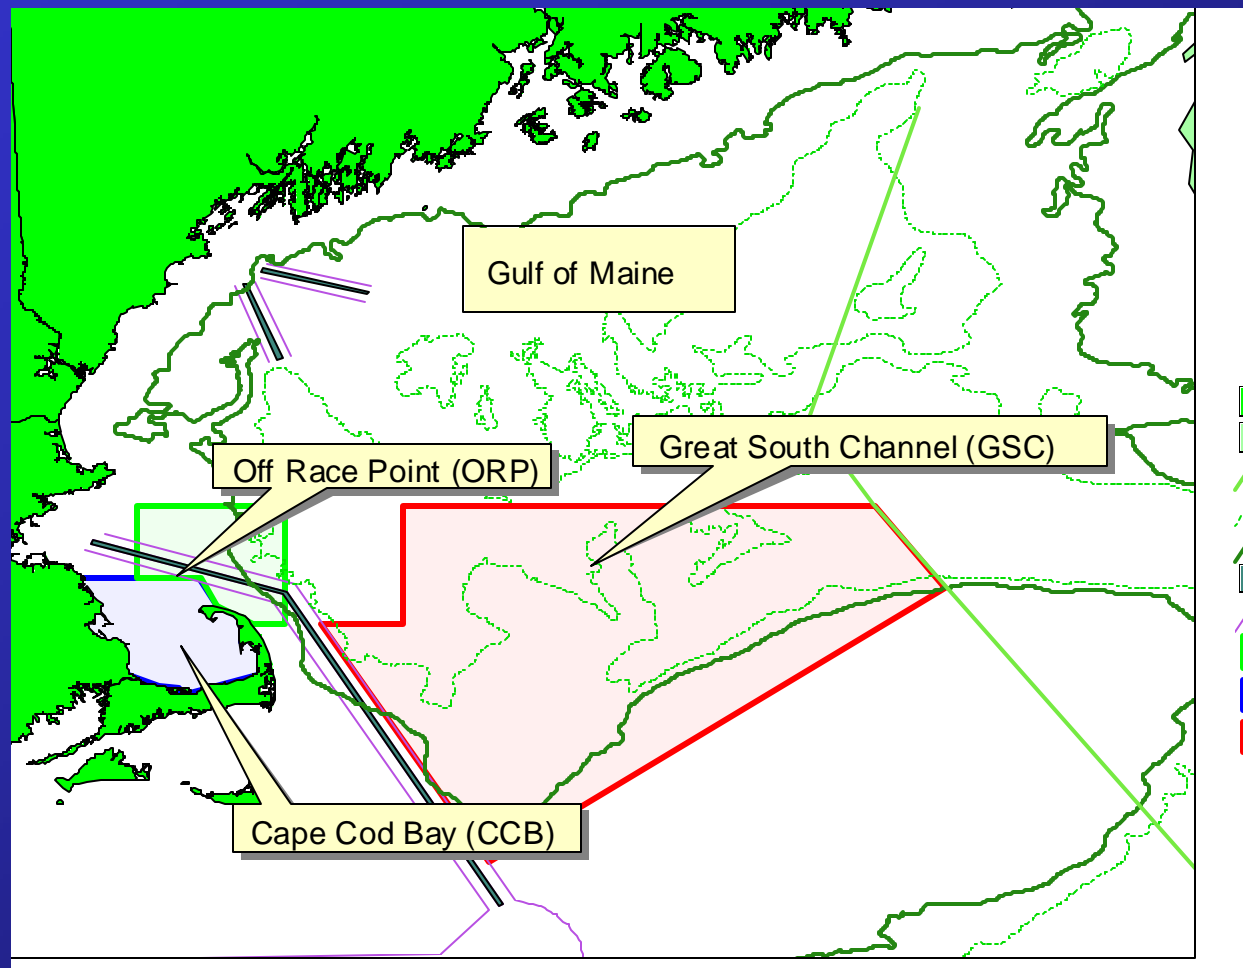 Gulf of Maine
Great South Channel (GSC)
Off Race Point (ORP)
Cape Cod Bay (CCB)